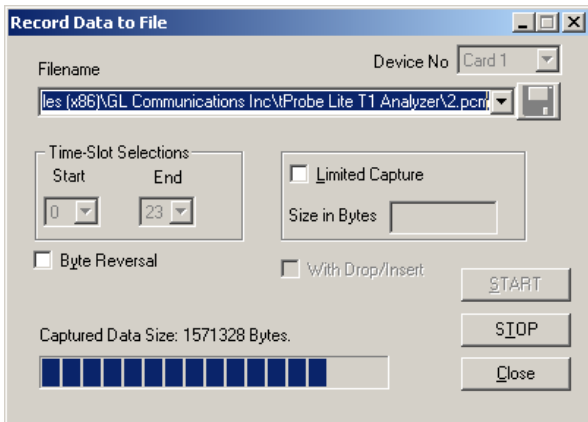 Record Data to File
Device No Card 1
Filename
les (x86)\GL Communications Inc\tProbe Lite T1 Analyzer\2.pcm
Time-Slot Selections
Start End
0 23
Limited Capture
Size in Bytes
Byte Reversal
With Drop/Insert
START
Captured Data Size: 1571328 Bytes.
STOP
Close